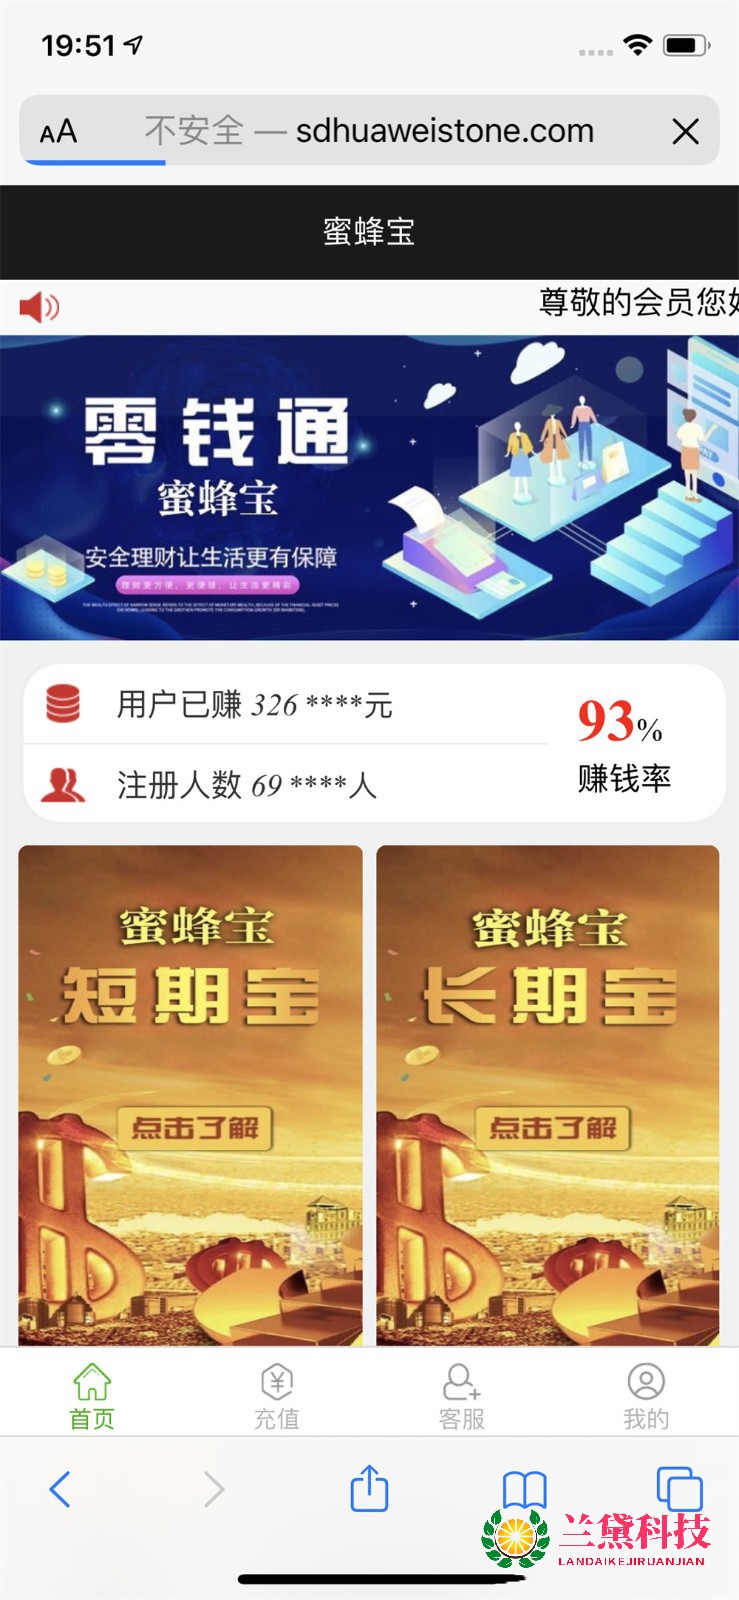 19:51
AA 不安全 — sdhuaweistone.com
蜜蜂宝
尊敬的会员您好
零钱通
蜜蜂宝
安全理财让生活更有保障
理财更方便，更便捷，让生活更精彩
用户已赚 326 ****元
注册人数 69 ****人
93%
赚钱率
蜜蜂宝
短期宝
点击了解
蜜蜂宝
长期宝
点击了解
首页
充值
客服
我的
兰黛科技
LANDAIKEJIRUANJIAN